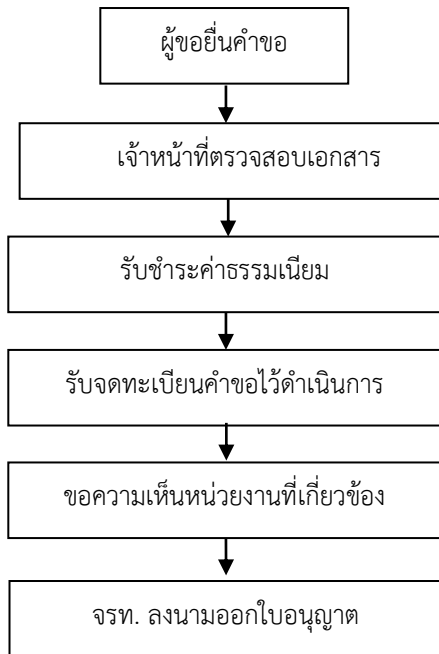 ผู้ขอยื่นคำขอ
เจ้าหน้าที่ตรวจสอบเอกสาร
รับชำระค่าธรรมเนียม
รับจดทะเบียนคำขอไว้ดำเนินการ
ขอความเห็นหน่วยงานที่เกี่ยวข้อง
จรท. ลงนามออกใบอนุญาต